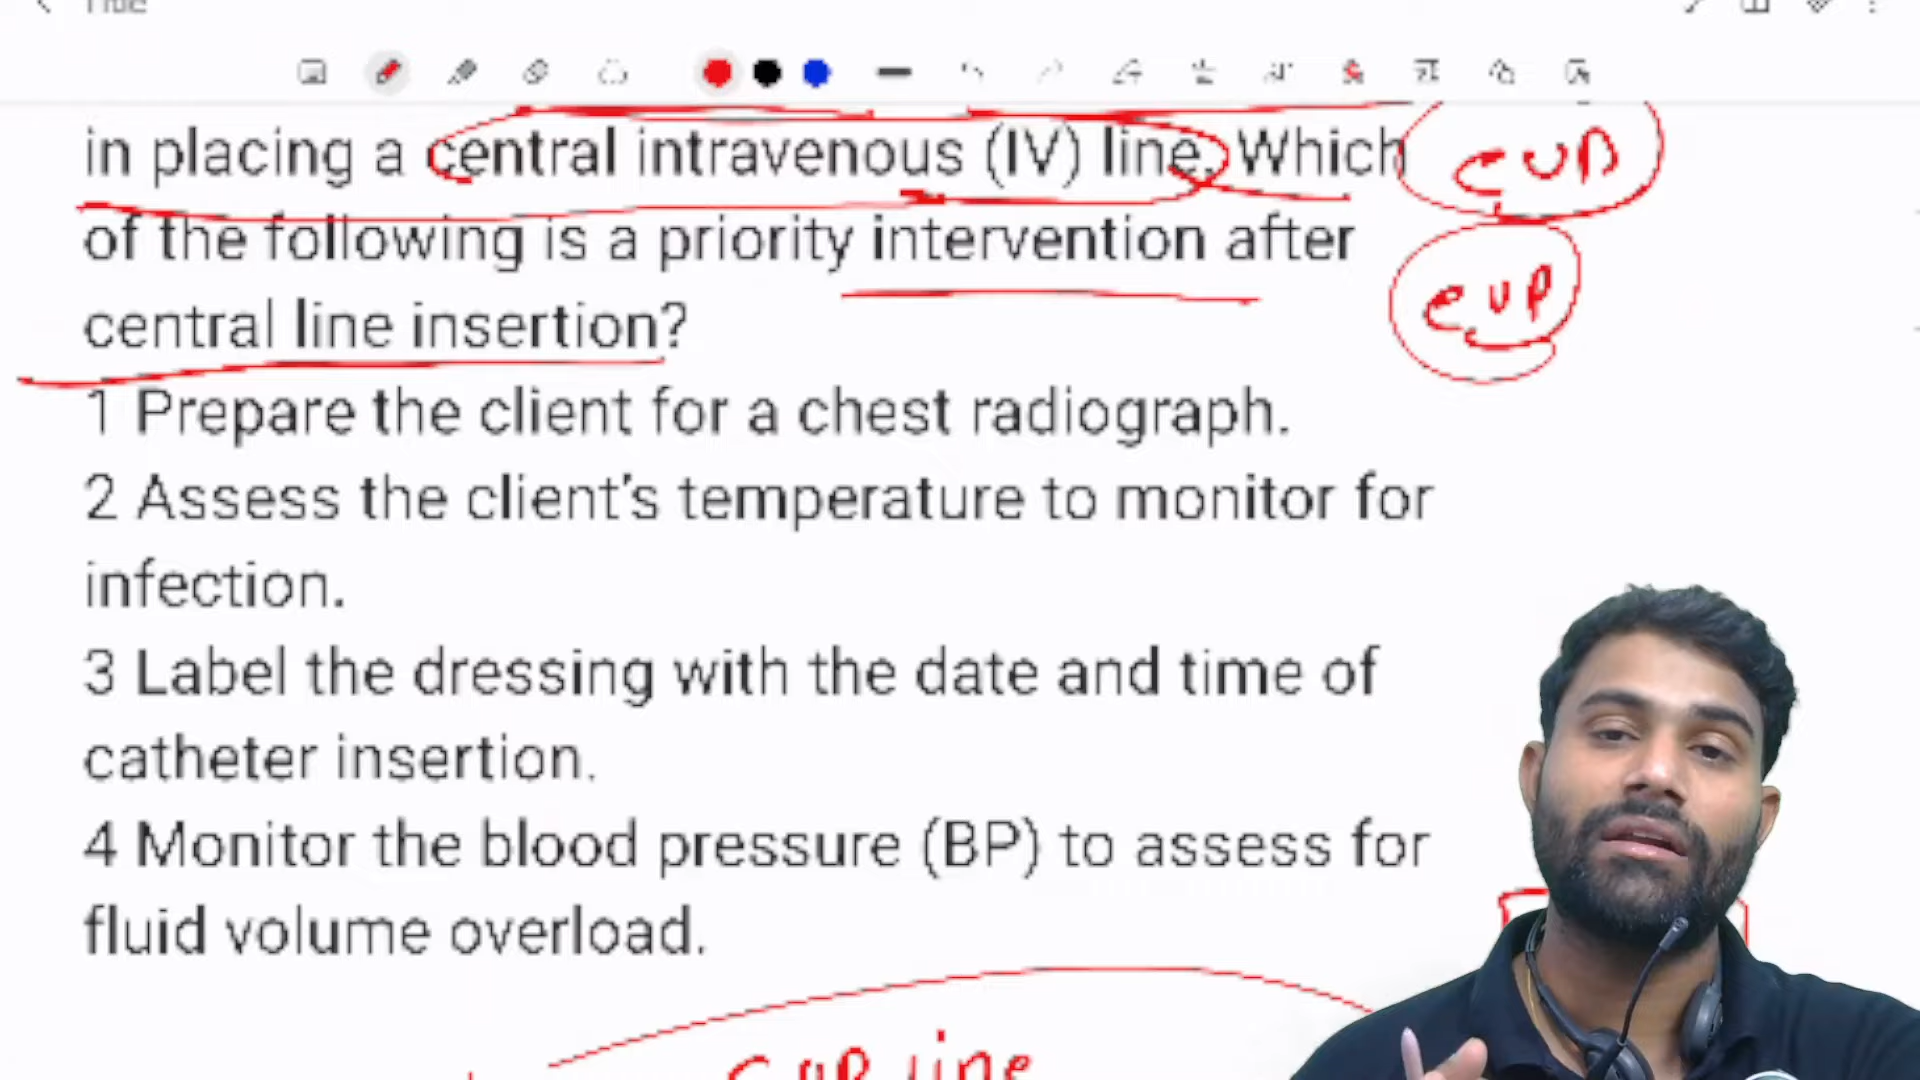 Title
in placing a central intravenous (IV) line. Which
of the following is a priority intervention after
central line insertion?
CVP
1 Prepare the client for a chest radiograph.
2 Assess the client's temperature to monitor for
infection.
3 Label the dressing with the date and time of
catheter insertion.
4 Monitor the blood pressure (BP) to assess for
fluid volume overload.
CVP line